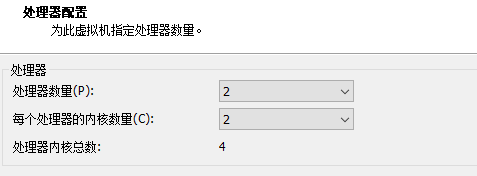 处理器配置
为此虚拟机指定处理器数量。
处理器
处理器数量(P): 2
每个处理器的内核数量(C): 2
处理器内核总数: 4